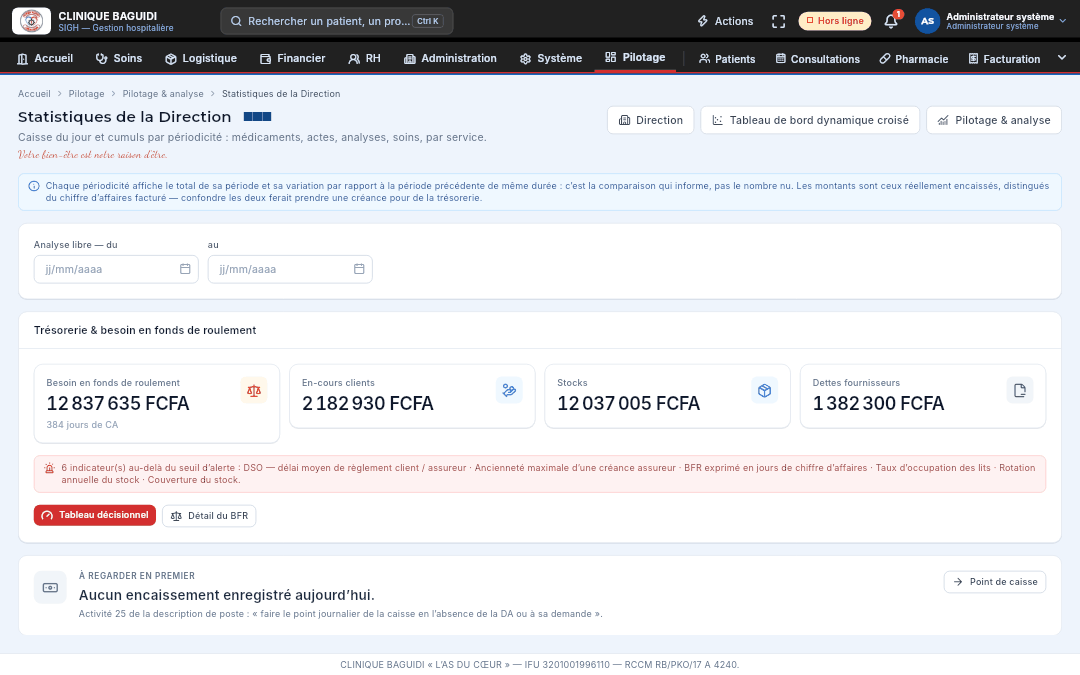 CLINIQUE BAGUIDI
SIGH — Gestion hospitalière
Rechercher un patient, un pro... Ctrl K
Actions
Hors ligne
1
AS
Administrateur système
Administrateur système
Accueil
Soins
Logistique
Financier
RH
Administration
Système
Pilotage
Patients
Consultations
Pharmacie
Facturation
Accueil > Pilotage > Pilotage & analyse > Statistiques de la Direction
Statistiques de la Direction
Caisse du jour et cumuls par périodicité : médicaments, actes, analyses, soins, par service.
Votre bien-être est notre raison d'être.
Direction
Tableau de bord dynamique croisé
Pilotage & analyse
Chaque périodicité affiche le total de sa période et sa variation par rapport à la période précédente de même durée : c'est la comparaison qui informe, pas le nombre nu. Les montants sont ceux réellement encaissés, distingués
du chiffre d'affaires facturé — confondre les deux ferait prendre une créance pour de la trésorerie.
Analyse libre — du
au
jj/mm/aaaa
jj/mm/aaaa
Trésorerie & besoin en fonds de roulement
Besoin en fonds de roulement
12 837 635 FCFA
384 jours de CA
En-cours clients
2 182 930 FCFA
Stocks
12 037 005 FCFA
Dettes fournisseurs
1 382 300 FCFA
6 indicateur(s) au-delà du seuil d'alerte : DSO — délai moyen de règlement client / assureur · Ancienneté maximale d'une créance assureur · BFR exprimé en jours de chiffre d'affaires · Taux d'occupation des lits · Rotation
annuelle du stock · Couverture du stock.
Tableau décisionnel
Détail du BFR
À REGARDER EN PREMIER
Aucun encaissement enregistré aujourd'hui.
Activité 25 de la description de poste : « faire le point journalier de la caisse en l'absence de la DA ou à sa demande ».
Point de caisse
CLINIQUE BAGUIDI « L'AS DU CŒUR » — IFU 3201001996110 — RCCM RB/PKO/17 A 4240.